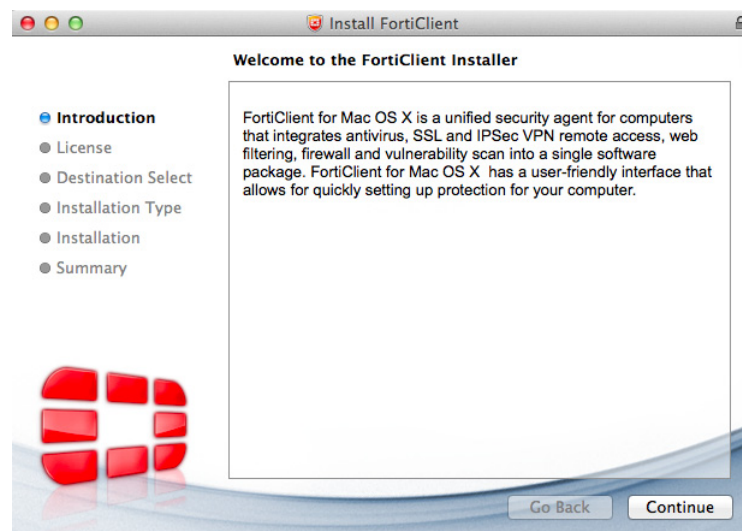 Install FortiClient
Welcome to the FortiClient Installer
Introduction
License
Destination Select
Installation Type
Installation
Summary
FortiClient for Mac OS X is a unified security agent for computers
that integrates antivirus, SSL and IPSec VPN remote access, web
filtering, firewall and vulnerability scan into a single software
package. FortiClient for Mac OS X has a user-friendly interface that
allows for quickly setting up protection for your computer.
Go Back
Continue